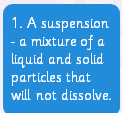 1. A suspension
- a mixture of a
liquid and solid
particles that
will not dissolve.